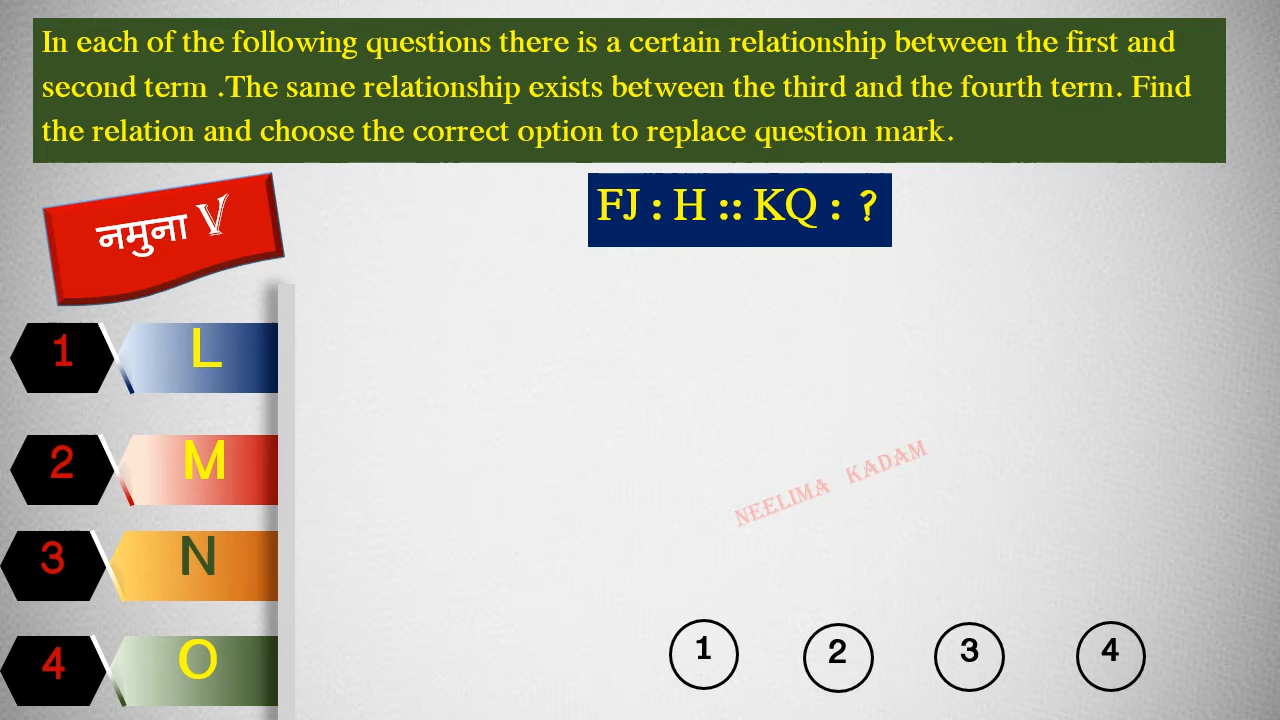 In each of the following questions there is a certain relationship between the first and
second term .The same relationship exists between the third and the fourth term. Find
the relation and choose the correct option to replace question mark.
नमुना V
FJ : H :: KQ : ?
1 L
2 M
3 N
4 O
NEELIMA KADAM
1 2 3 4